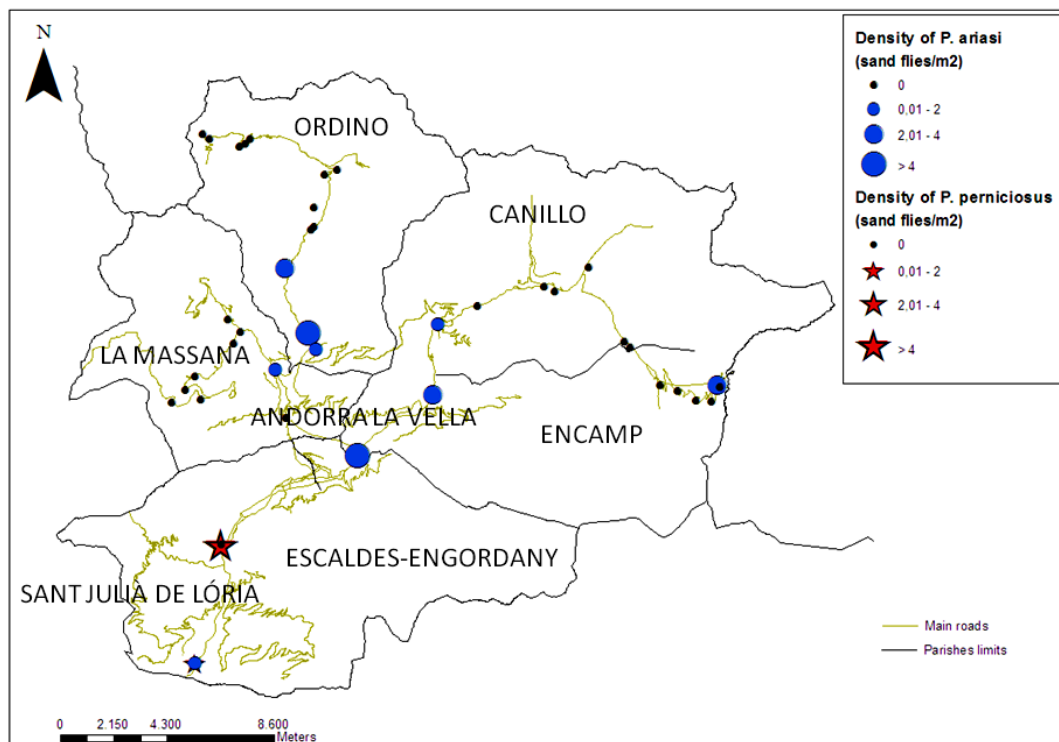 N
ORDINO
CANILLO
LA MASSANA
ANDORRA LA VELLA
ENCAMP
ESCALDES-ENGORDANY
SANT JULIÀ DE LÓRIA
Density of P. ariasi
(sand flies/m2)
0
0,01 - 2
2,01 - 4
> 4
Density of P. perniciosus
(sand flies/m2)
0
0,01 - 2
2,01 - 4
> 4
Main roads
Parishes limits
0 2.150 4.300 8.600
Meters